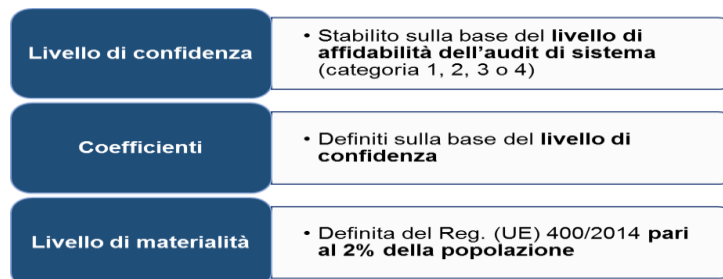 Livello di confidenza
• Stabilito sulla base del livello di
affidabilità dell'audit di sistema
(categoria 1, 2, 3 o 4)
Coefficienti
• Definiti sulla base del livello di
confidenza
Livello di materialità
• Definita del Reg. (UE) 400/2014 pari
al 2% della popolazione